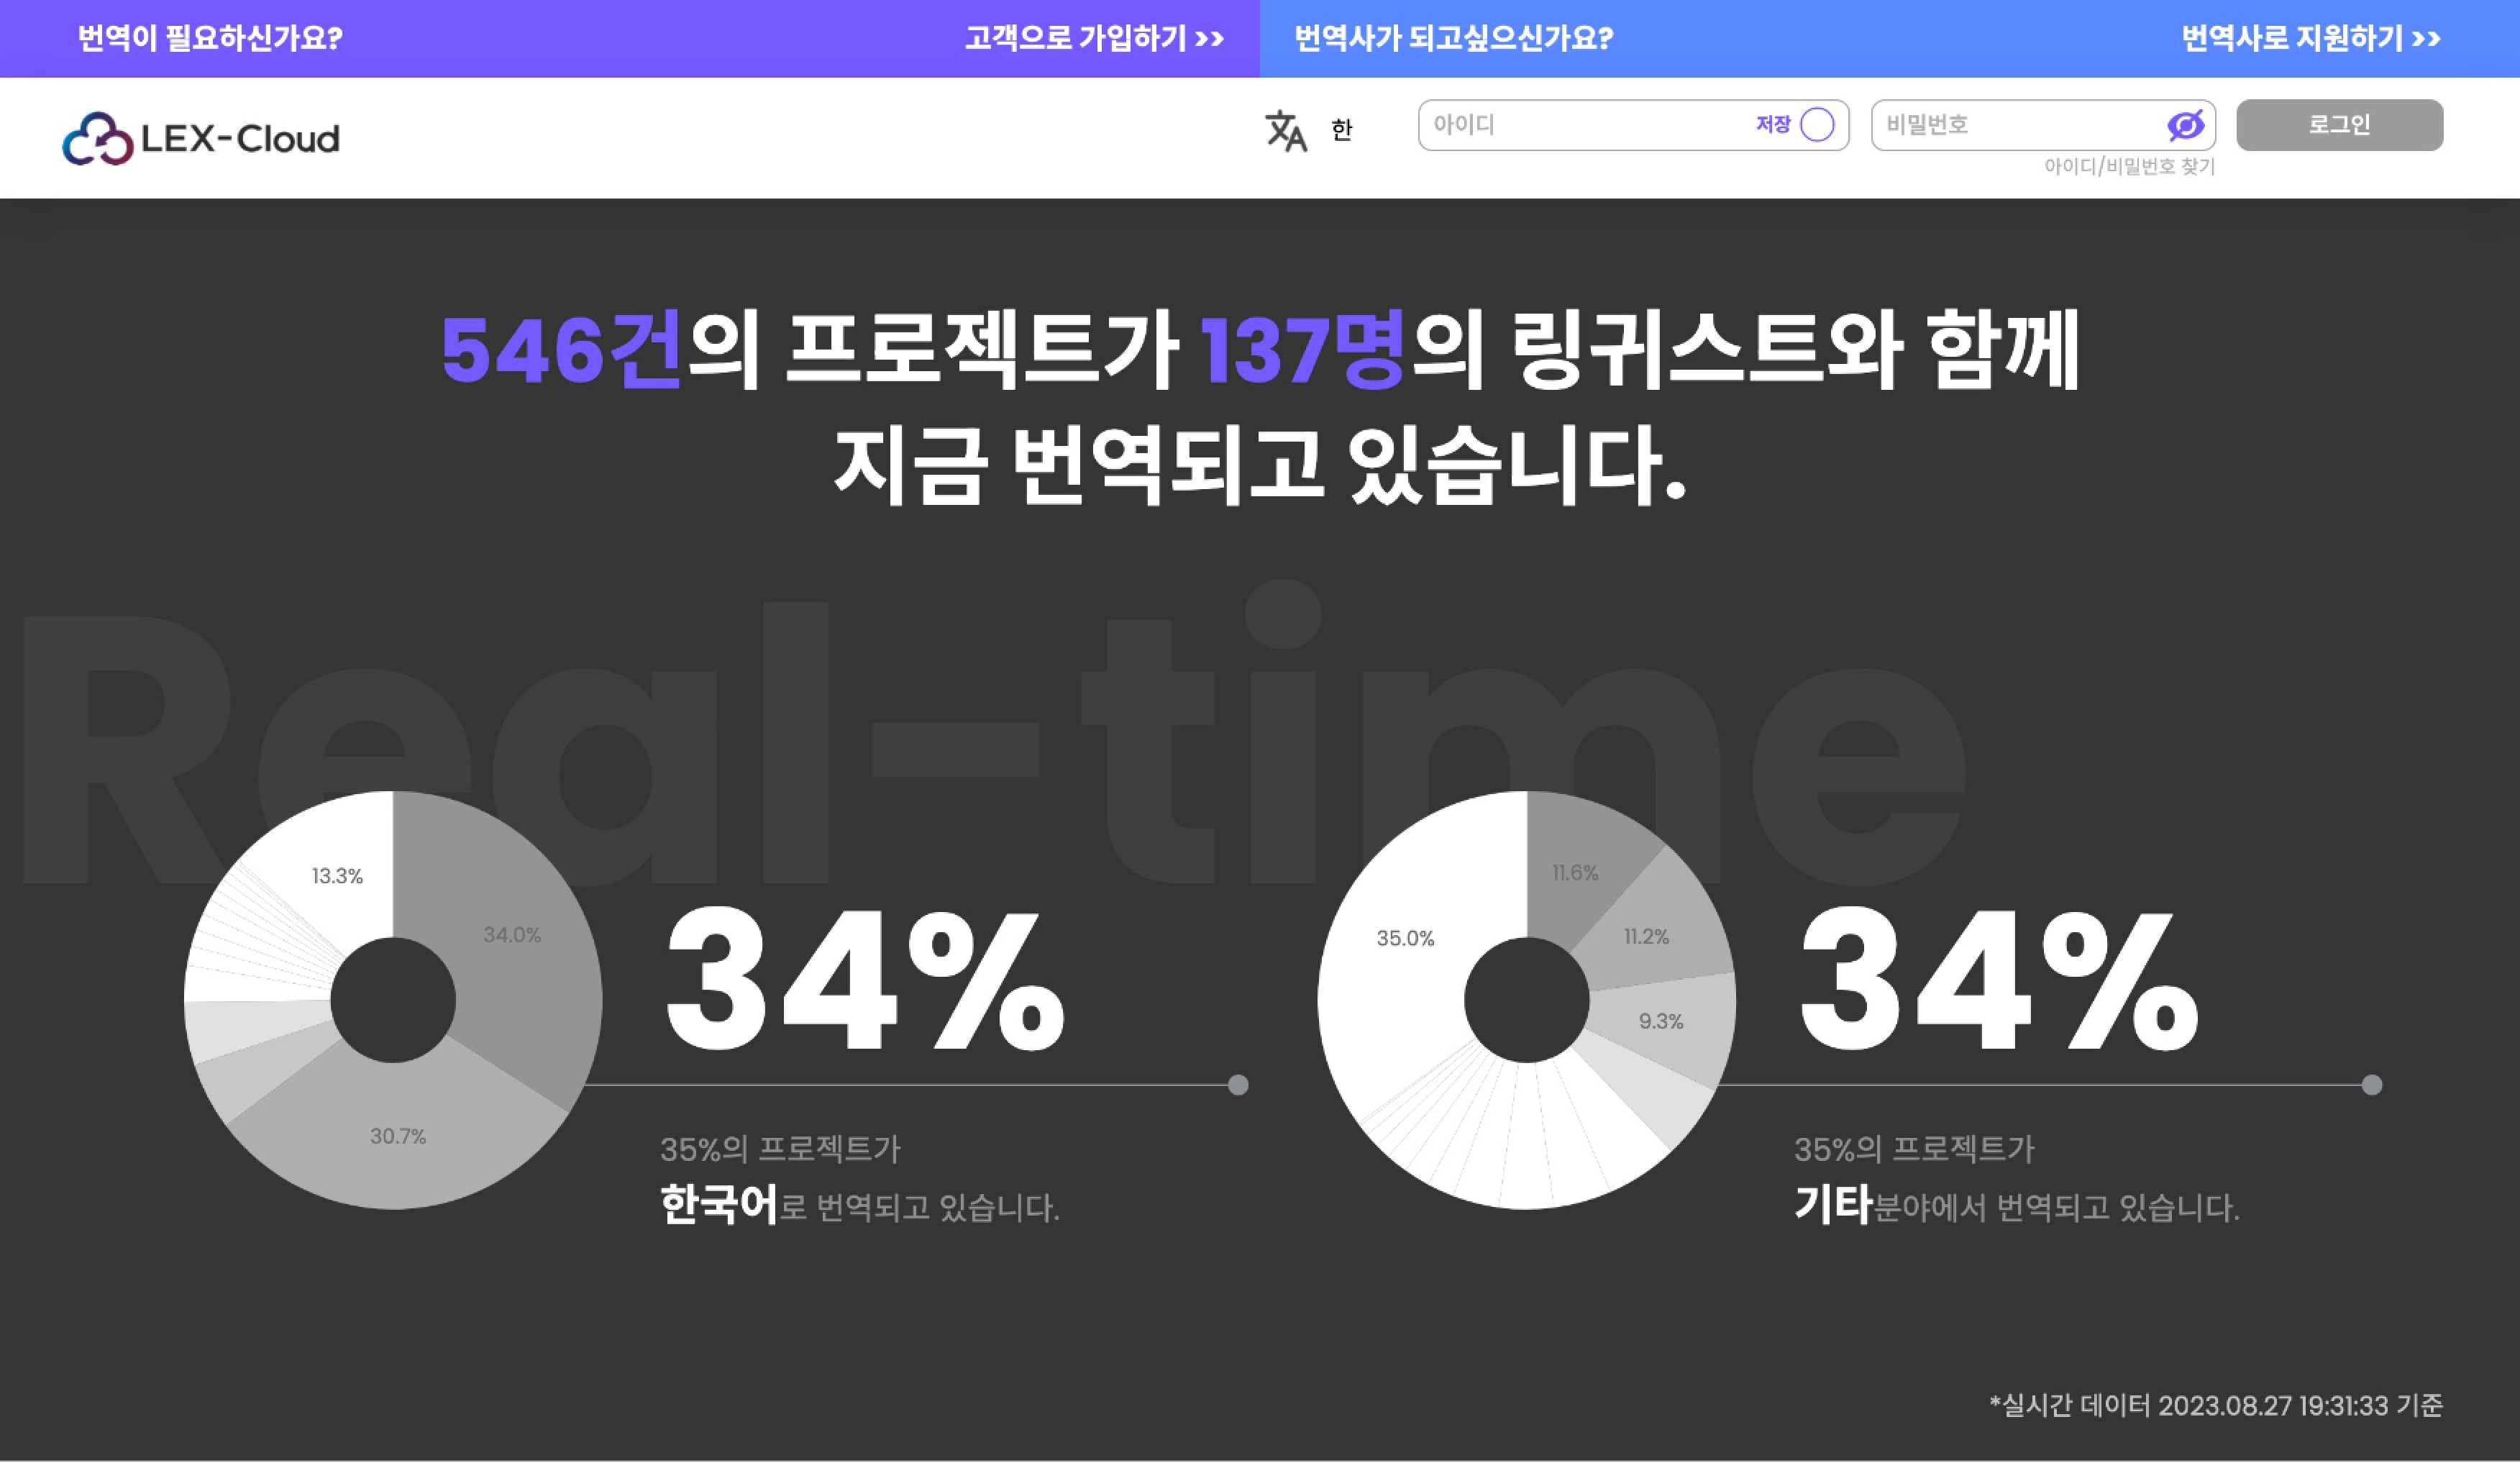 번역이 필요하신가요?
고객으로 가입하기 >>
번역사가 되고싶으신가요?
번역사로 지원하기 >>
LEX-Cloud
文A 한
아이디
저장
비밀번호
로그인
아이디/비밀번호 찾기
546건의 프로젝트가 137명의 링귀스트와 함께
지금 번역되고 있습니다.
Real-time
13.3%
34.0%
30.7%
34%
35%의 프로젝트가
한국어로 번역되고 있습니다.
11.6%
11.2%
9.3%
35.0%
34%
35%의 프로젝트가
기타분야에서 번역되고 있습니다.
*실시간 데이터 2023.08.27 19:31:33 기준